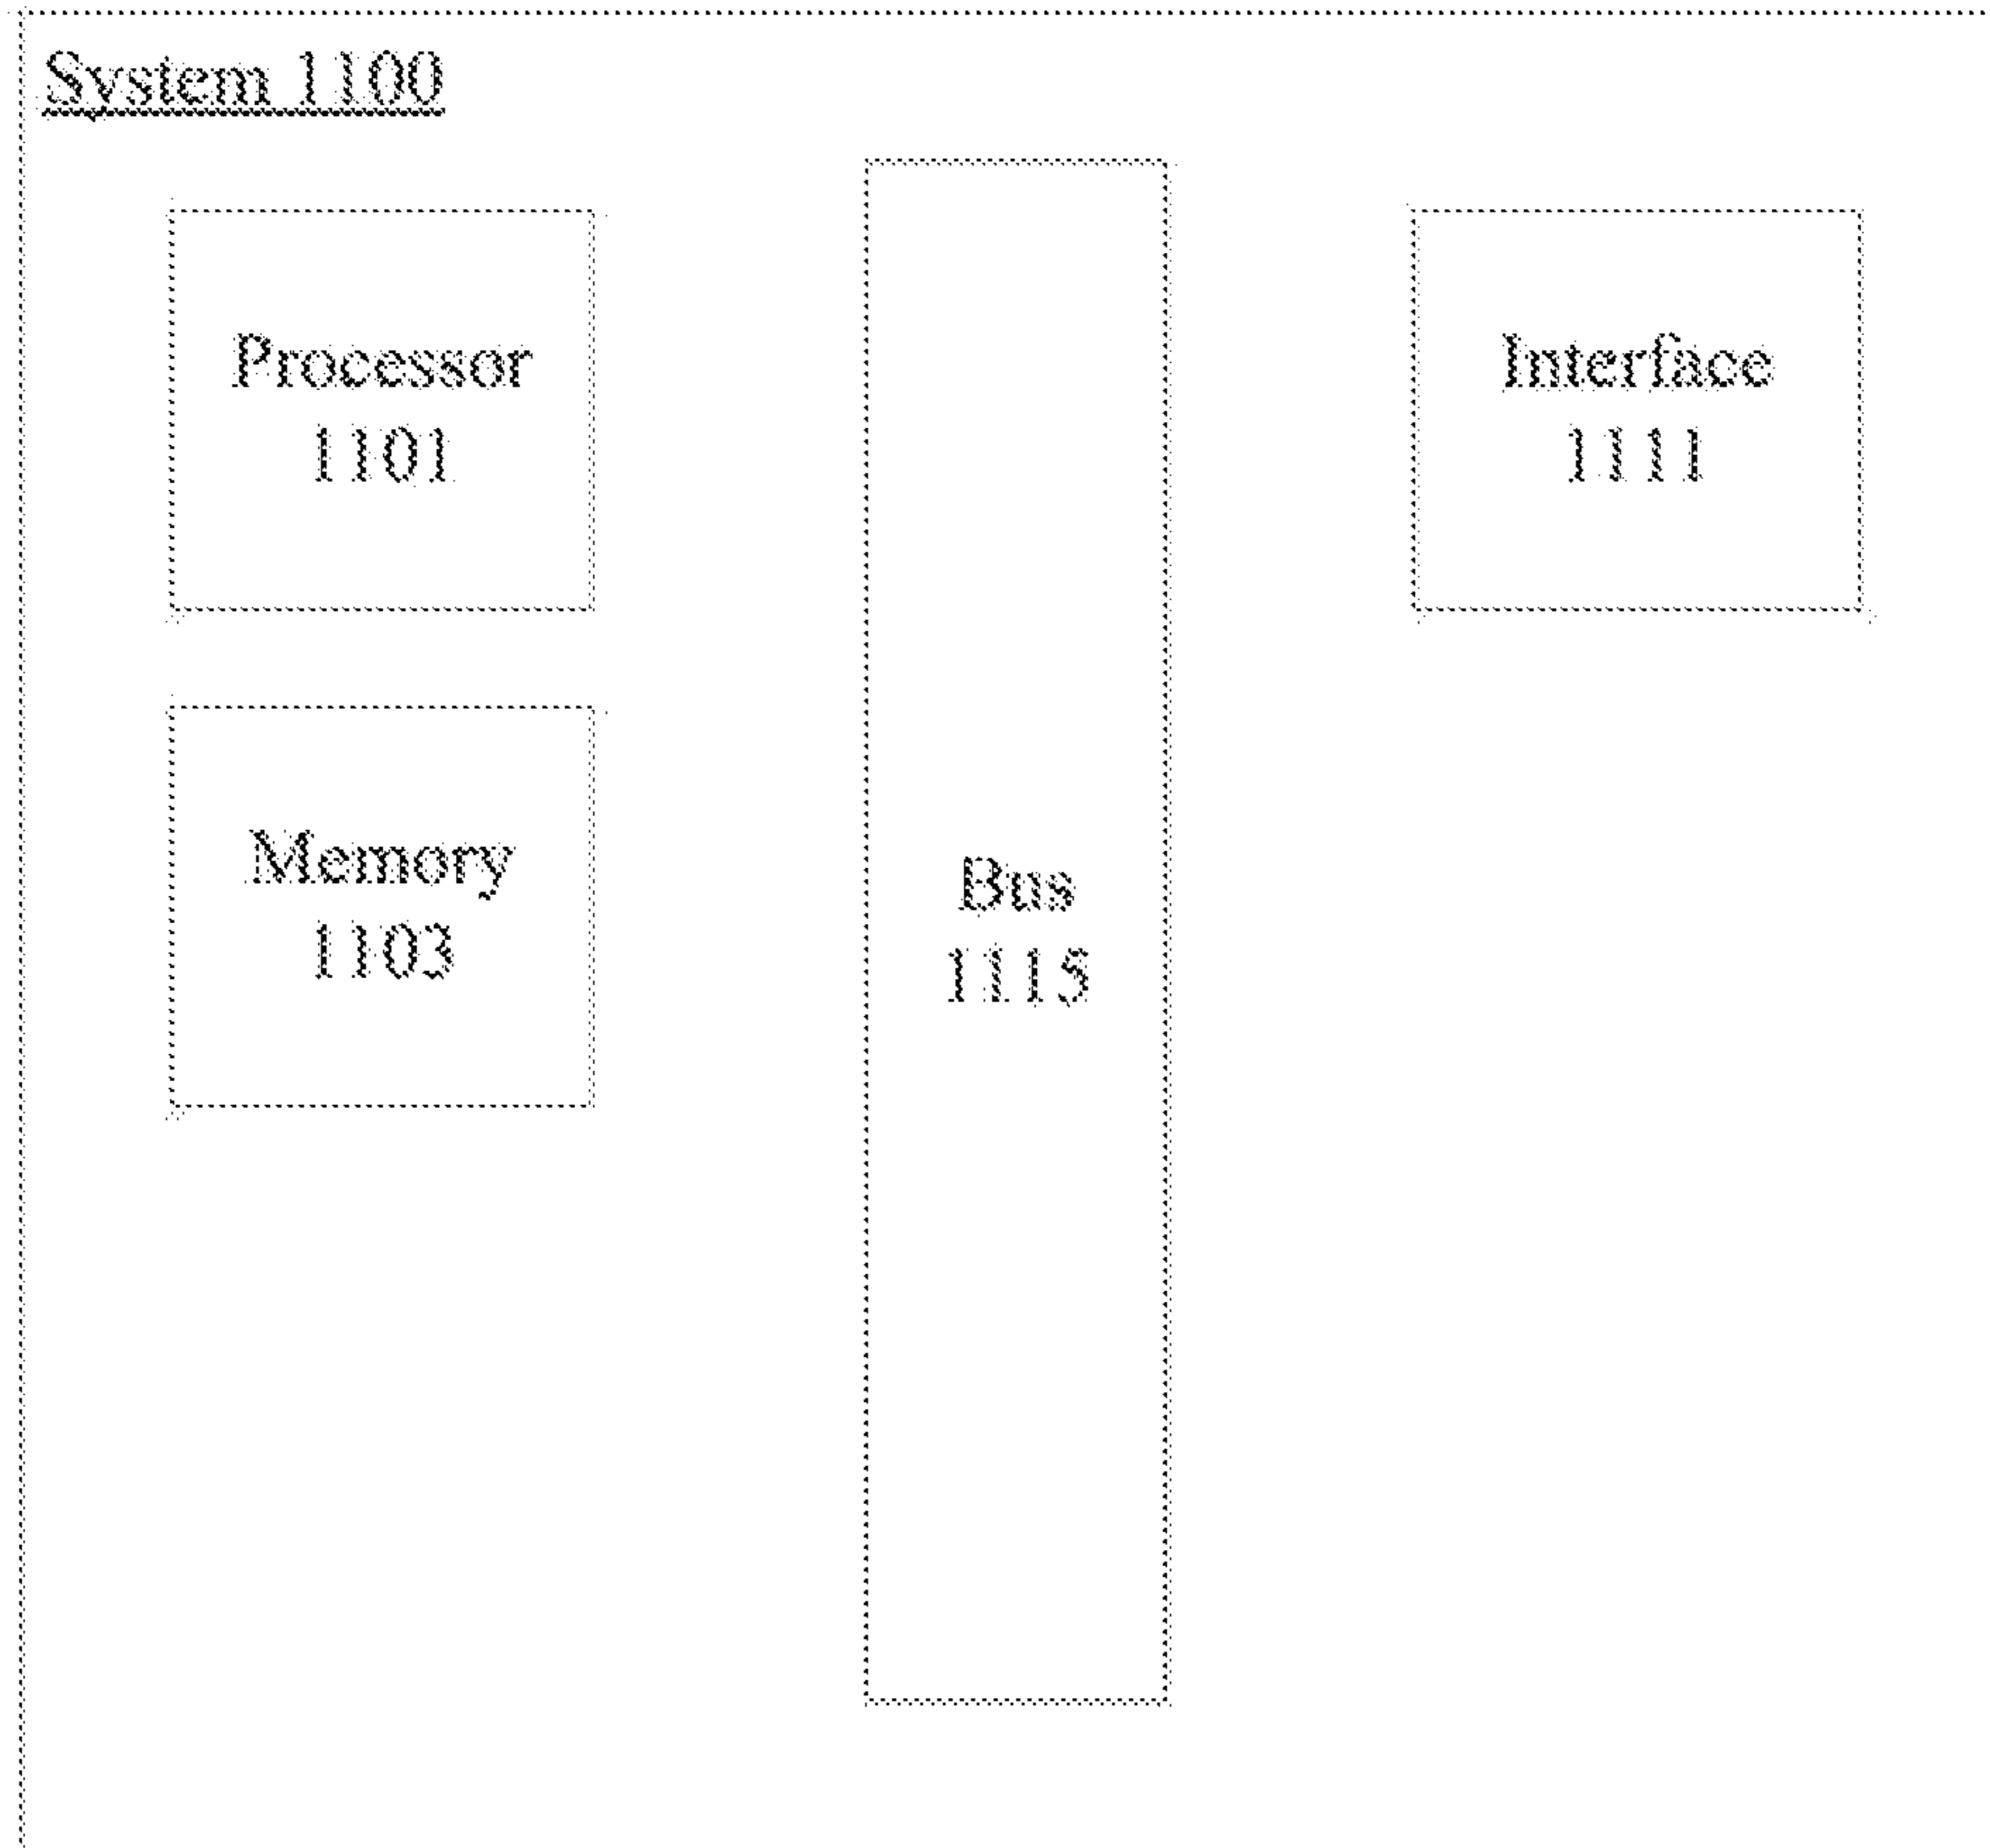 System 1100
Processor
1101
Interface
1111
Memory
1103
Bus
1115